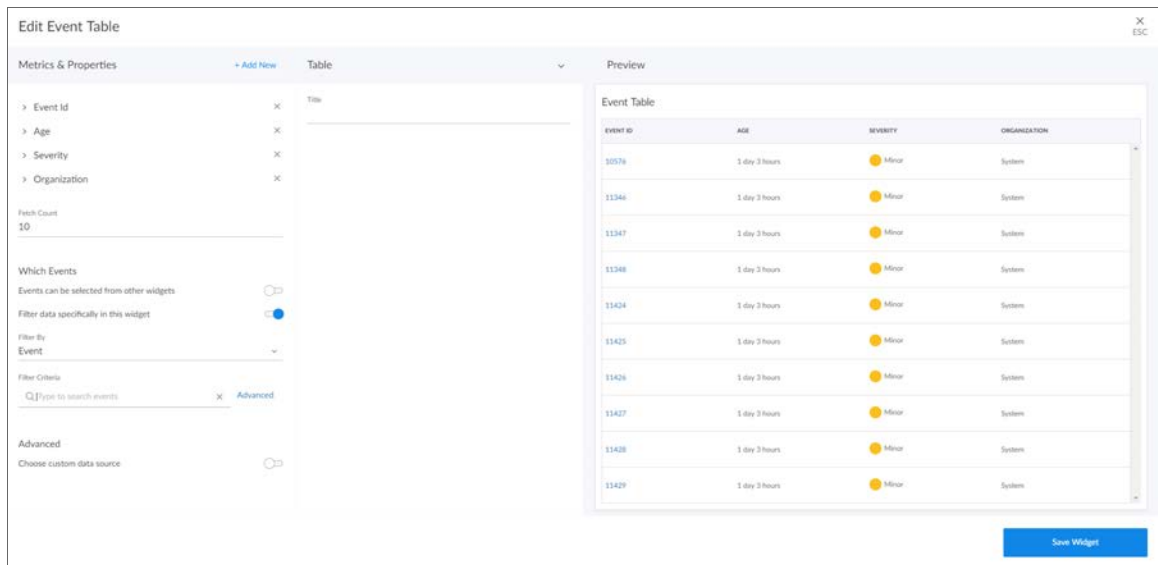 Edit Event Table
ESC
Metrics & Properties
+ Add New
Table
Preview
Event Id
Age
Severity
Organization
Fetch Count
10
Which Events
Events can be selected from other widgets
Filter data specifically in this widget
Filter By
Event
Filter Criteria
Type to search events
Advanced
Advanced
Choose custom data source
Title
Event Table
EVENT ID AGE SEVERITY ORGANIZATION
10576 1 day 3 hours Minor System
11346 1 day 3 hours Minor System
11347 1 day 3 hours Minor System
11348 1 day 3 hours Minor System
11424 1 day 3 hours Minor System
11425 1 day 3 hours Minor System
11426 1 day 3 hours Minor System
11427 1 day 3 hours Minor System
11428 1 day 3 hours Minor System
11429 1 day 3 hours Minor System
Save Widget